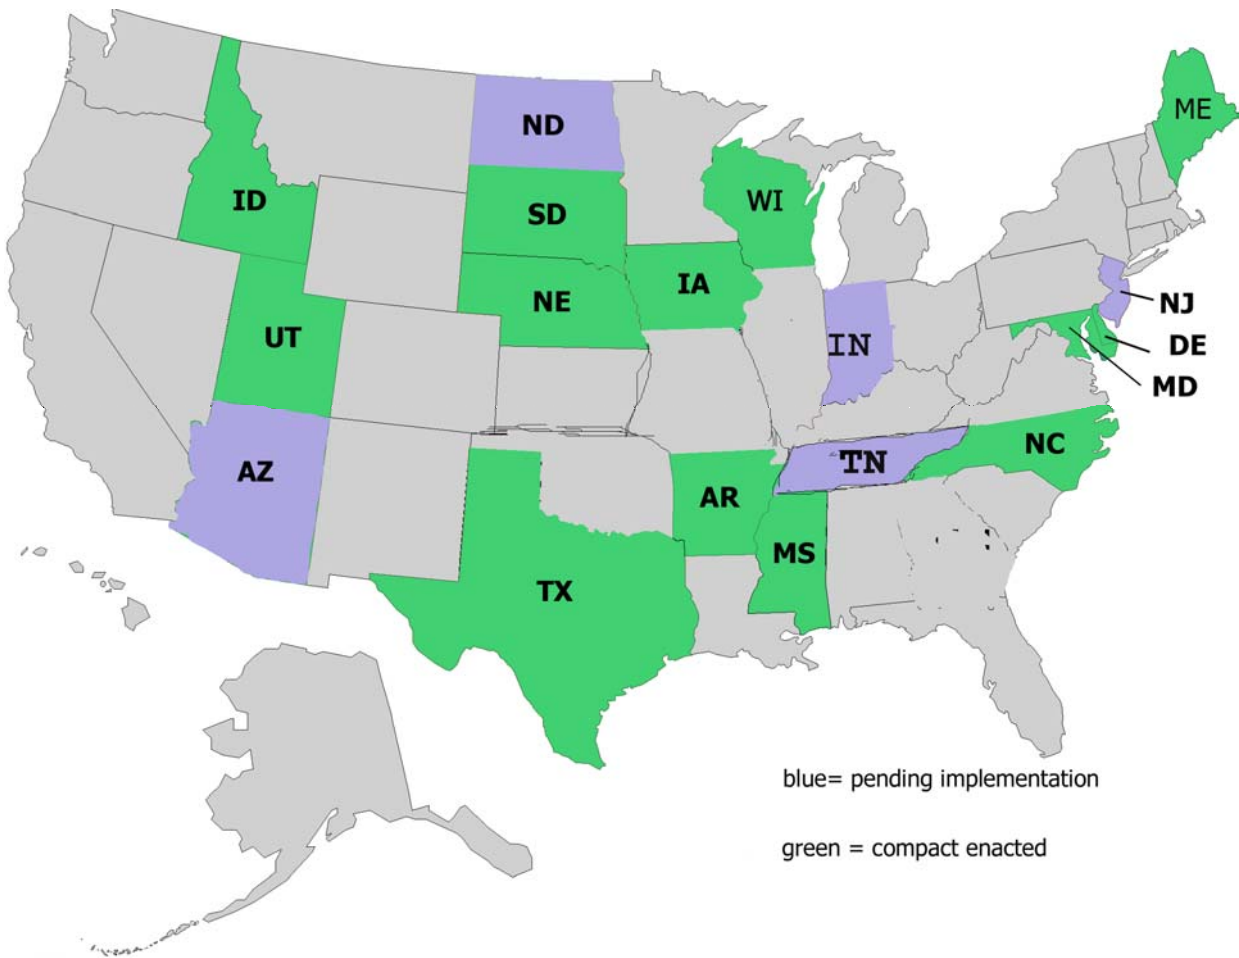 ME
ND
ID
SD
WI
IA
NE
NJ
UT
IN
DE
MD
AZ
TN
NC
AR
MS
TX
blue= pending implementation
green = compact enacted